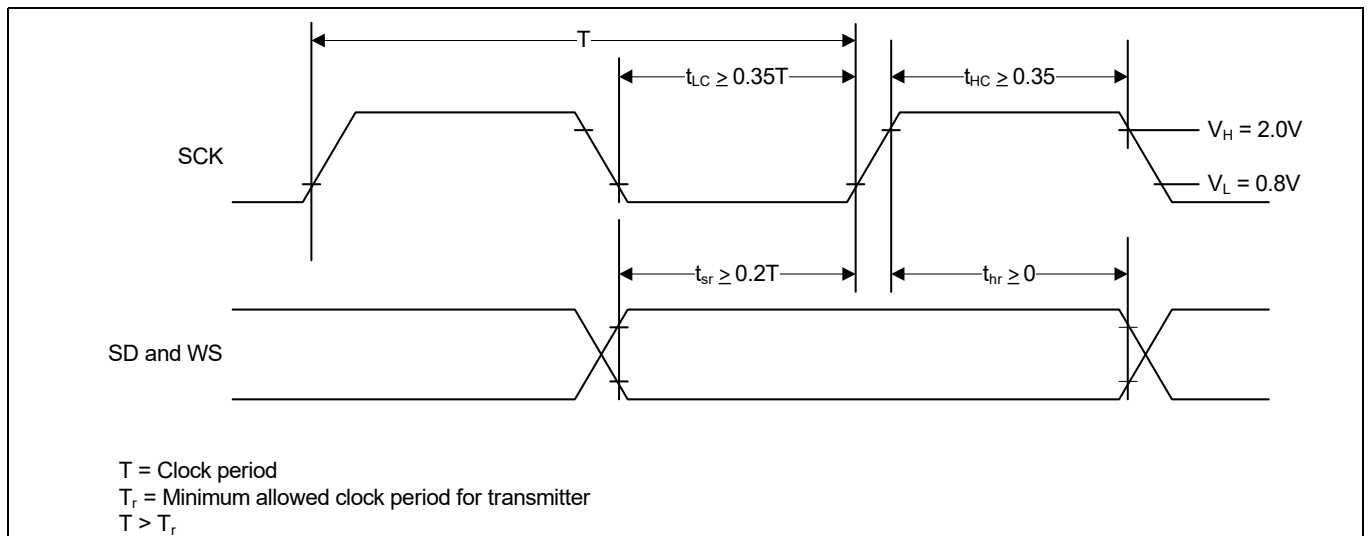 T
t_LC ≥ 0.35T
t_HC ≥ 0.35
SCK
V_H = 2.0V
V_L = 0.8V
t_sr ≥ 0.2T
t_hr ≥ 0
SD and WS
T = Clock period
T_r = Minimum allowed clock period for transmitter
T > T_r